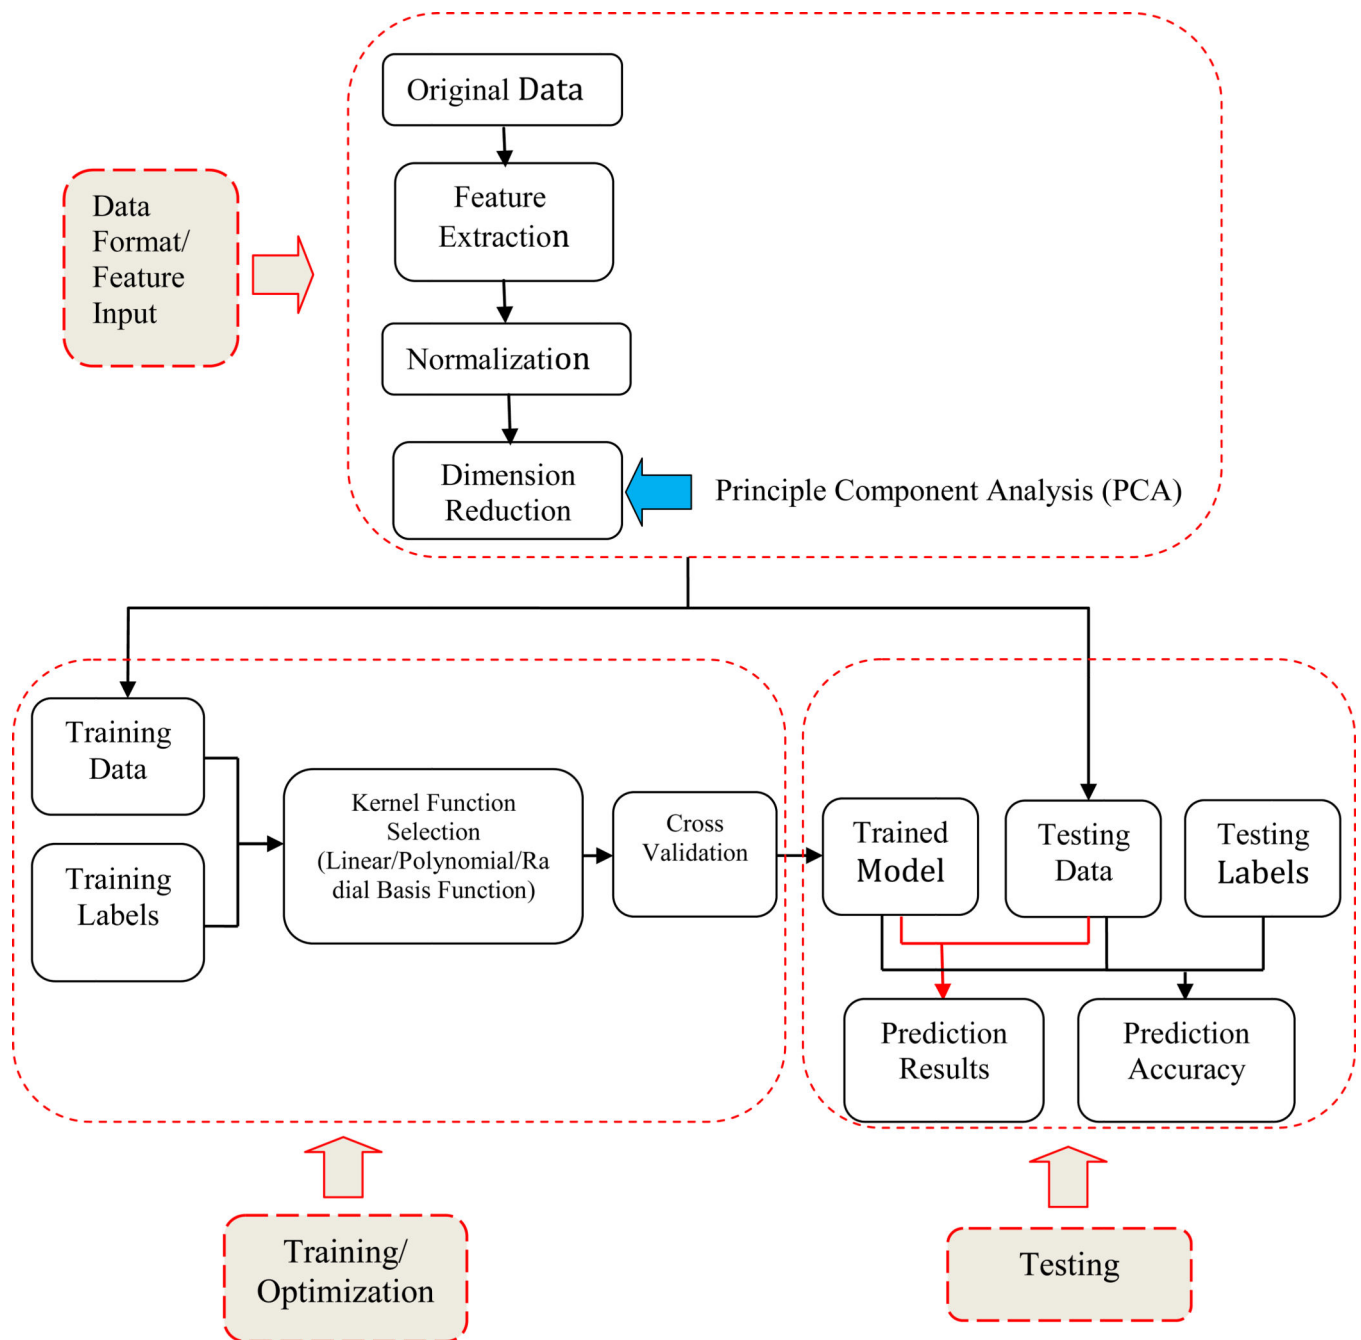 Original Data
Feature
Extraction
Normalization
Dimension
Reduction
Principle Component Analysis (PCA)
Data
Format/
Feature
Input
Training
Data
Training
Labels
Kernel Function
Selection
(Linear/Polynomial/Ra
dial Basis Function)
Cross
Validation
Trained
Model
Testing
Data
Testing
Labels
Prediction
Results
Prediction
Accuracy
Training/
Optimization
Testing